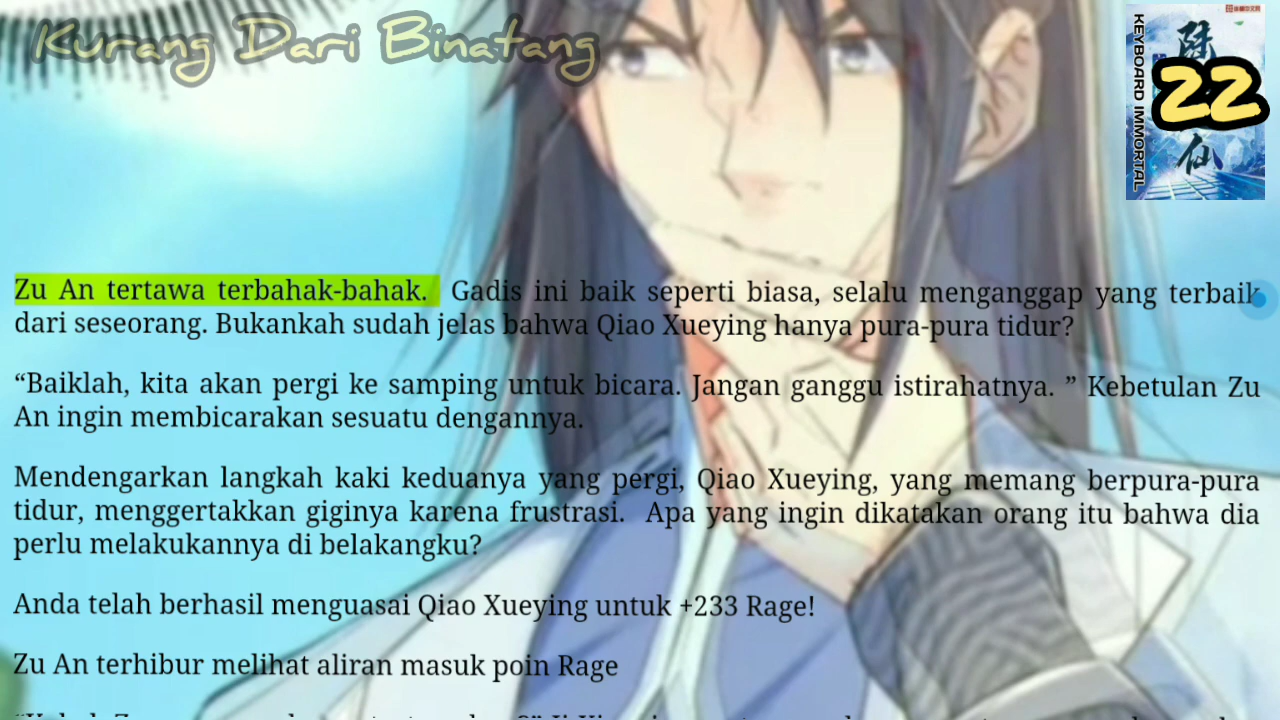 Kurang Dari Binatang
KEYBOARD IMMORTAL
陆
22
仙
Zu An tertawa terbahak-bahak. Gadis ini baik seperti biasa, selalu menganggap yang terbaik
dari seseorang. Bukankah sudah jelas bahwa Qiao Xueying hanya pura-pura tidur?
“Baiklah, kita akan pergi ke samping untuk bicara. Jangan ganggu istirahatnya. ” Kebetulan Zu
An ingin membicarakan sesuatu dengannya.
Mendengarkan langkah kaki keduanya yang pergi, Qiao Xueying, yang memang berpura-pura
tidur, menggertakkan giginya karena frustrasi. Apa yang ingin dikatakan orang itu bahwa dia
perlu melakukannya di belakangku?
Anda telah berhasil menguasai Qiao Xueying untuk +233 Rage!
Zu An terhibur melihat aliran masuk poin Rage